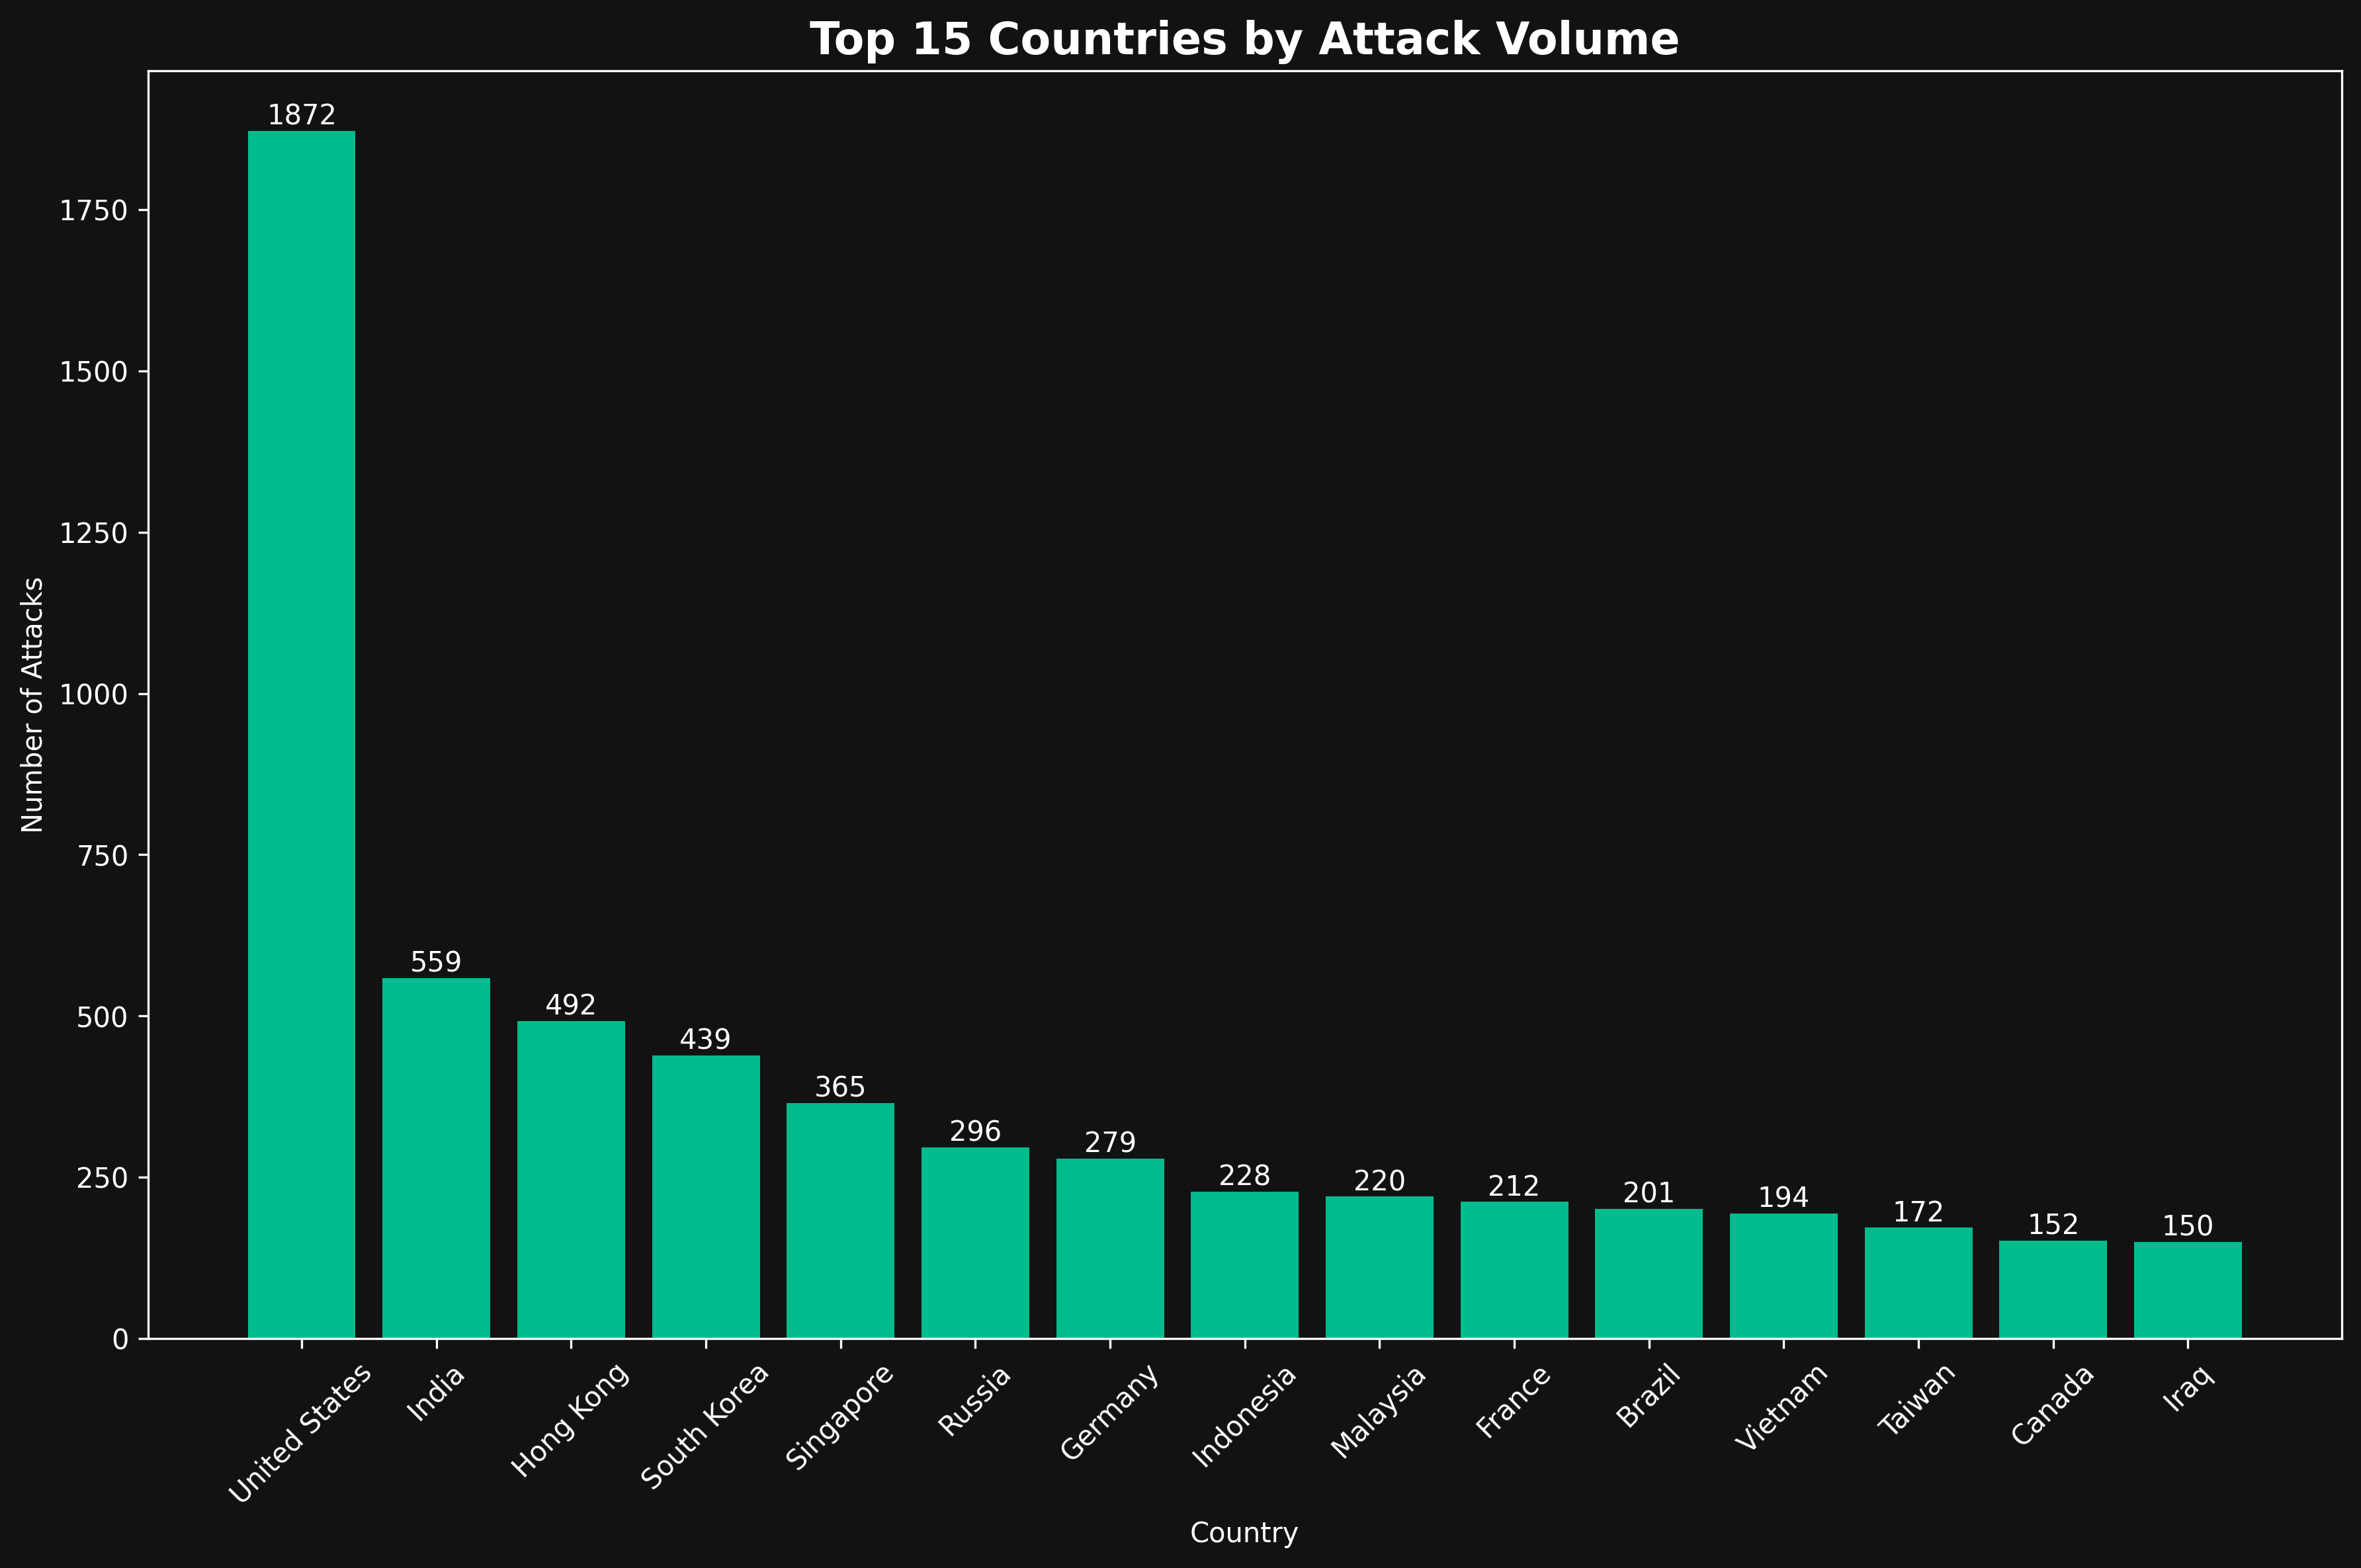 Top 15 Countries by Attack Volume
Number of Attacks
1750
1500
1250
1000
750
500
250
0
1872
559
492
439
365
296
279
228
220
212
201
194
172
152
150
United States
India
Hong Kong
South Korea
Singapore
Russia
Germany
Indonesia
Malaysia
France
Brazil
Vietnam
Taiwan
Canada
Iraq
Country